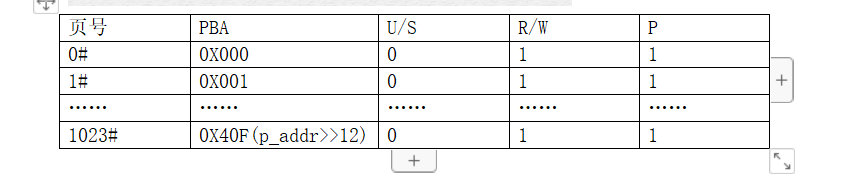 页号 PBA U/S R/W P
0# 0X000 0 1 1
1# 0X001 0 1 1
…… …… …… …… ……
1023# 0X40F(p_addr>>12) 0 1 1